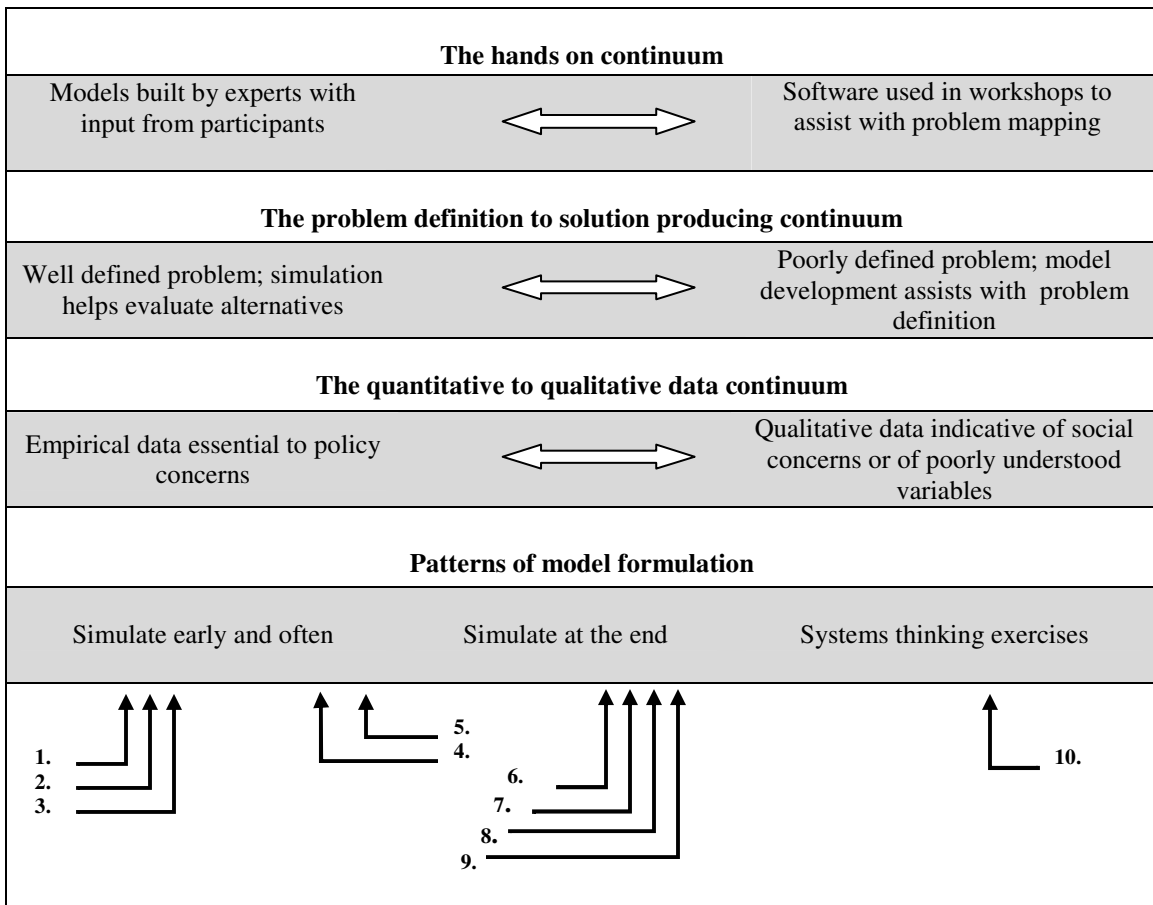 The hands on continuum
Models built by experts with
input from participants
Software used in workshops to
assist with problem mapping
The problem definition to solution producing continuum
Well defined problem; simulation
helps evaluate alternatives
Poorly defined problem; model
development assists with problem
definition
The quantitative to qualitative data continuum
Empirical data essential to policy
concerns
Qualitative data indicative of social
concerns or of poorly understood
variables
Patterns of model formulation
Simulate early and often
Simulate at the end
Systems thinking exercises
1.
2.
3.
5.
4.
6.
7.
8.
9.
10.